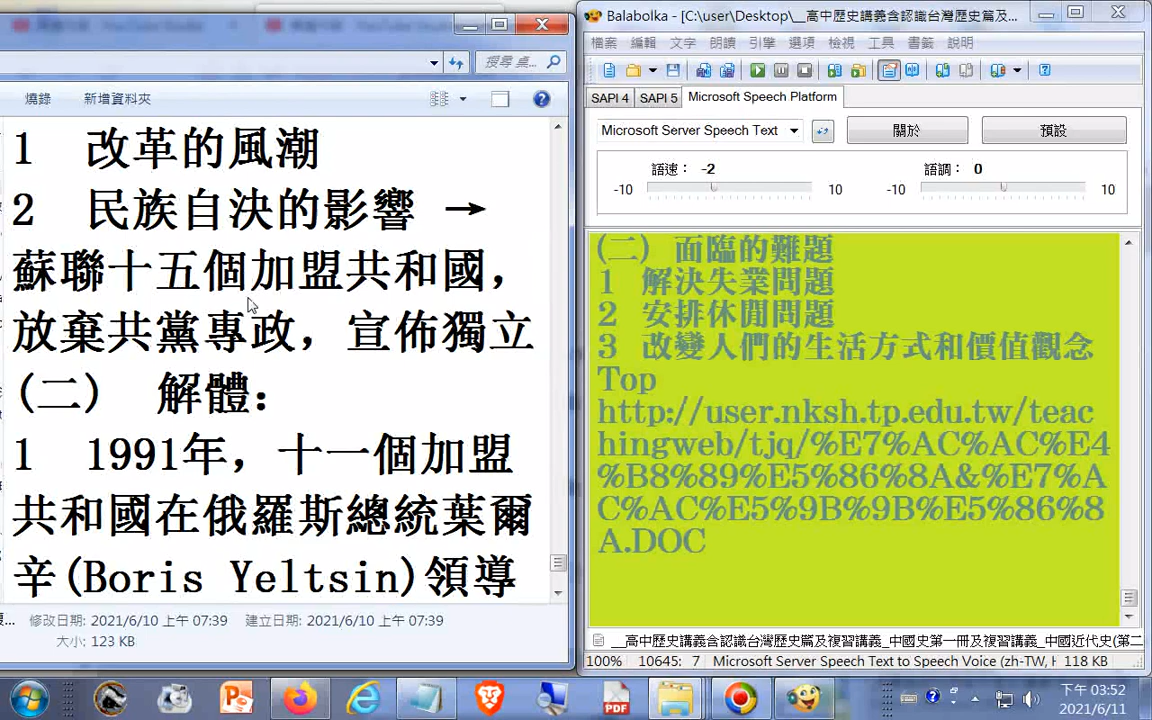 Balabolka - [C:\user\Desktop\__高中歷史講義含認識台灣歷史篇及...
搜尋 桌...
檔案 編輯 文字 朗讀 引擎 選項 檢視 工具 書籤 說明
燒錄 新增資料夾
SAPI 4 SAPI 5 Microsoft Speech Platform
Microsoft Server Speech Text 關於 預設
語速: -2 語調: 0
-10 10 -10 10
1 改革的風潮
2 民族自決的影響 →
蘇聯十五個加盟共和國，
放棄共黨專政，宣佈獨立
(二) 解體：
1 1991年，十一個加盟
共和國在俄羅斯總統葉爾
辛(Boris Yeltsin)領導
修改日期: 2021/6/10 上午 07:39 建立日期: 2021/6/10 上午 07:39
大小: 123 KB
(二) 面臨的難題
1 解決失業問題
2 安排休閒問題
3 改變人們的生活方式和價值觀念
Top
http://user.nksh.tp.edu.tw/teac
hingweb/tjq/%E7%AC%AC%E4
%B8%89%E5%86%8A&%E7%A
C%AC%E5%9B%9B%E5%86%8
A.DOC
__高中歷史講義含認識台灣歷史篇及複習講義_中國史第一冊及複習講義_中國近代史(第二
100% 10645: 7 Microsoft Server Speech Text to Speech Voice (zh-TW, H 118 KB
PDF
下午 03:52
2021/6/11